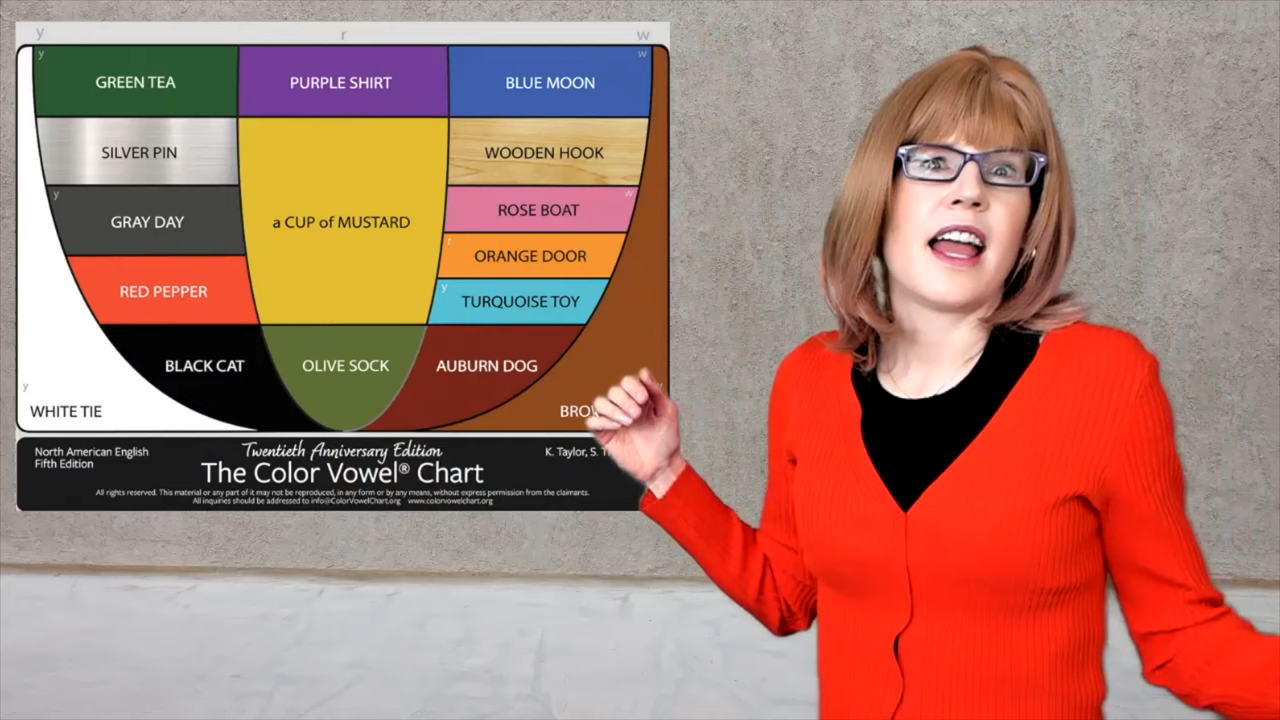 y r w
y w
GREEN TEA PURPLE SHIRT BLUE MOON
SILVER PIN WOODEN HOOK
y w
GRAY DAY ROSE BOAT
a CUP of MUSTARD
r
ORANGE DOOR
y
RED PEPPER TURQUOISE TOY
BLACK CAT OLIVE SOCK AUBURN DOG
y
WHITE TIE
North American English
Fifth Edition
Twentieth Anniversary Edition
K. Taylor, S.
The Color Vowel® Chart
All rights reserved. This material or any part of it may not be reproduced, in any form or by any means, without express permission from the claimants.
All inquiries should be addressed to info@ColorVowelChart.org www.colorvowelchart.org